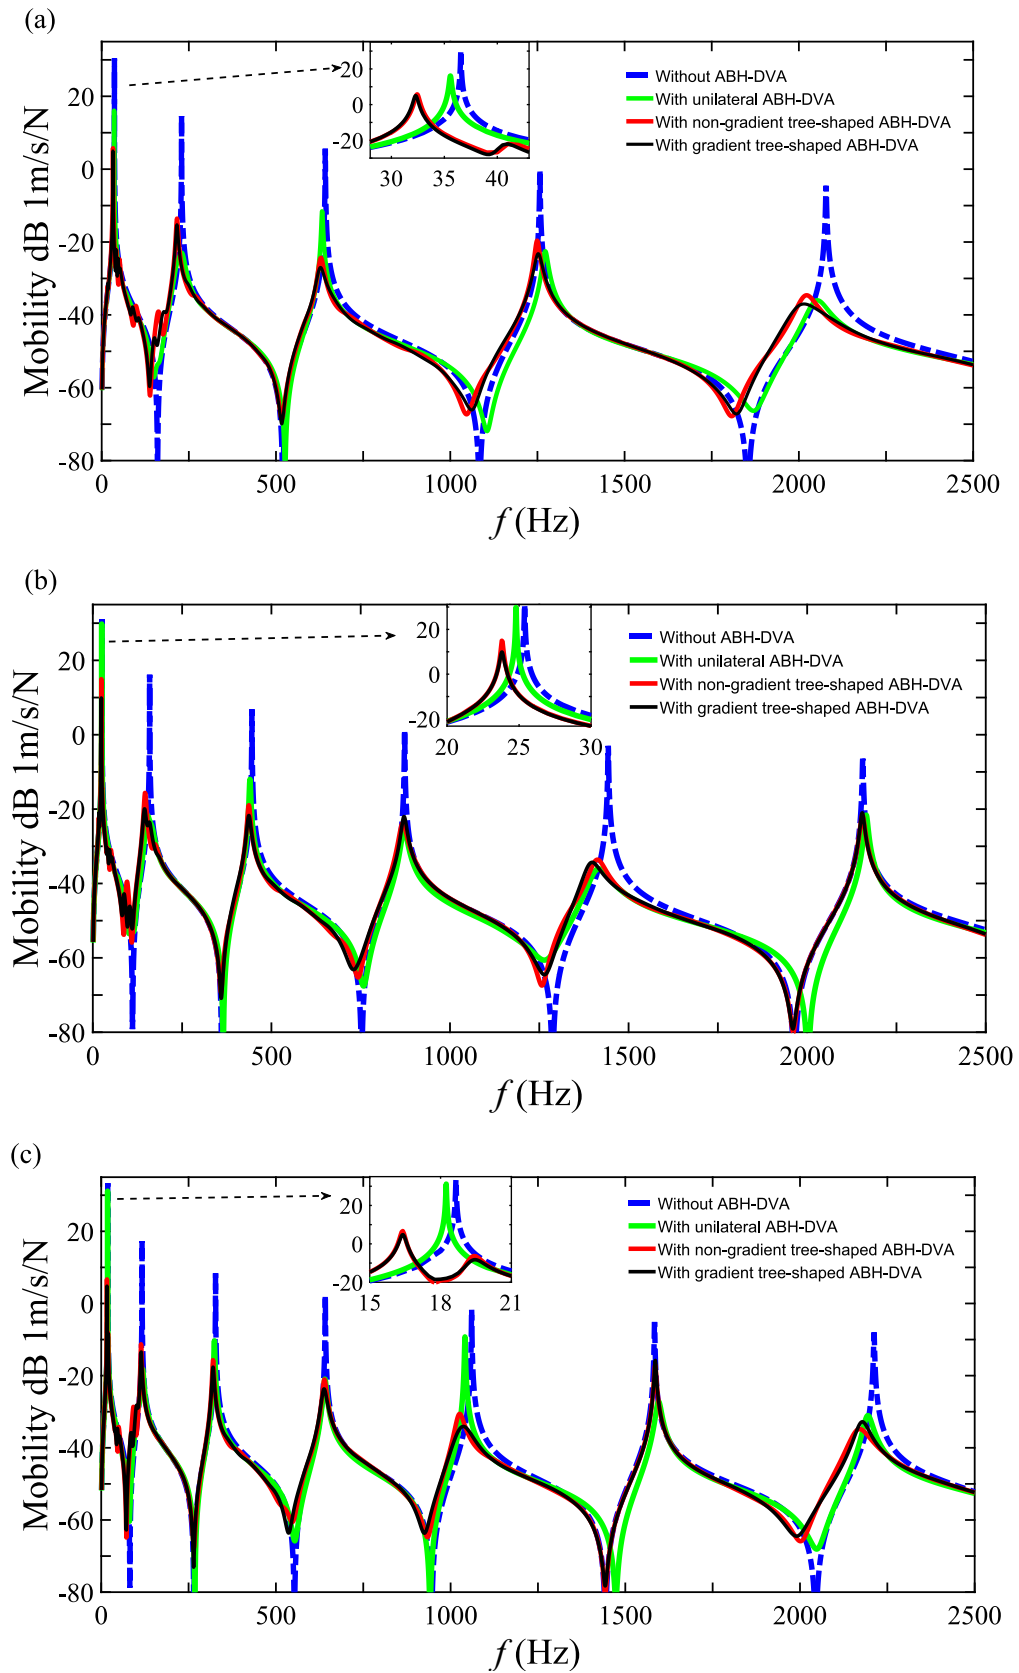 (a)
Mobility dB 1m/s/N
20
0
-20
-40
-60
-80
0
500
1000
1500
2000
2500
f (Hz)
20
0
-20
30
35
40
Without ABH-DVA
With unilateral ABH-DVA
With non-gradient tree-shaped ABH-DVA
With gradient tree-shaped ABH-DVA
(b)
Mobility dB 1m/s/N
20
0
-20
-40
-60
-80
0
500
1000
1500
2000
2500
f (Hz)
20
0
-20
20
25
30
Without ABH-DVA
With unilateral ABH-DVA
With non-gradient tree-shaped ABH-DVA
With gradient tree-shaped ABH-DVA
(c)
Mobility dB 1m/s/N
20
0
-20
-40
-60
-80
0
500
1000
1500
2000
2500
f (Hz)
20
0
-20
15
18
21
Without ABH-DVA
With unilateral ABH-DVA
With non-gradient tree-shaped ABH-DVA
With gradient tree-shaped ABH-DVA